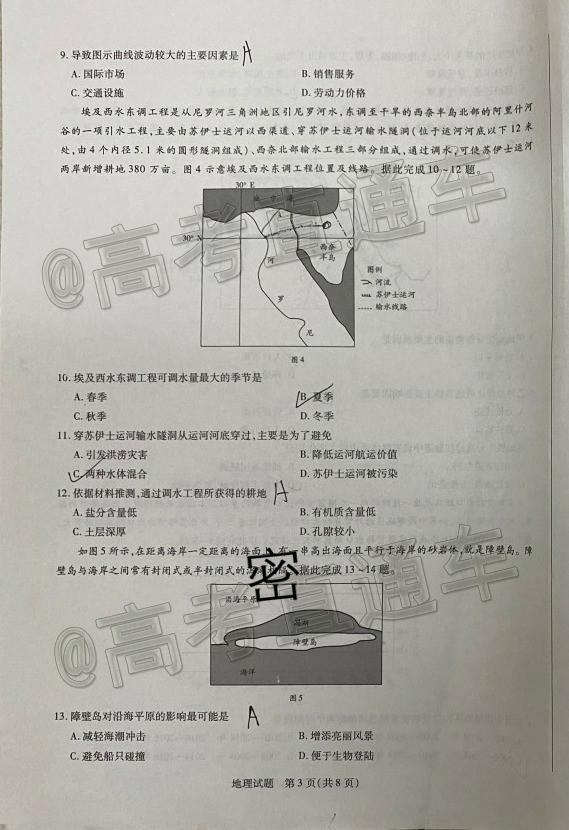 9. 导致图示曲线波动较大的主要因素是 A
A. 国际市场 B. 销售服务
C. 交通设施 D. 劳动力价格
埃及西水东调工程是从尼罗河三角洲地区引尼罗河水,东调至干旱的西奈半岛北部的阿里什河
谷的一项引水工程,主要由苏伊士运河以西渠道、穿苏伊士运河输水隧洞(位于运河河底以下12米
处,由4个内径5.1米的圆形隧洞组成)、西奈北部输水工程三部分组成,通过调水,可使苏伊士运河
两岸新增耕地380万亩。图4示意埃及西水东调工程位置及线路。据此完成10~12题。
30° E
地中海
30° N
西奈
半岛
河
罗
尼
图例
河流
苏伊士运河
输水线路
图4
10. 埃及西水东调工程可调水量最大的季节是
A. 春季 B. 夏季
C. 秋季 D. 冬季
11. 穿苏伊士运河输水隧洞从运河河底穿过,主要是为了避免
A. 引发洪涝灾害 B. 降低运河航运价值
C. 两种水体混合 D. 苏伊士运河被污染
12. 依据材料推测,通过调水工程所获得的耕地 A
A. 盐分含量低 B. 有机质含量低
C. 土层深厚 D. 孔隙较小
如图5所示,在距离海岸一定距离的海面上,有一串高出海面且平行于海岸的砂岩体,就是障壁岛。障
壁岛与海岸之间常有封闭式或半封闭式的 据此完成13~14题。
密
沿海平原
潟湖
障壁岛
海洋
图5
13. 障壁岛对沿海平原的影响最可能是 A
A. 减轻海潮冲击 B. 增添亮丽风景
C. 避免船只碰撞 D. 便于生物登陆
地理试题 第3页(共8页)
@高考直通车
@高考直通车